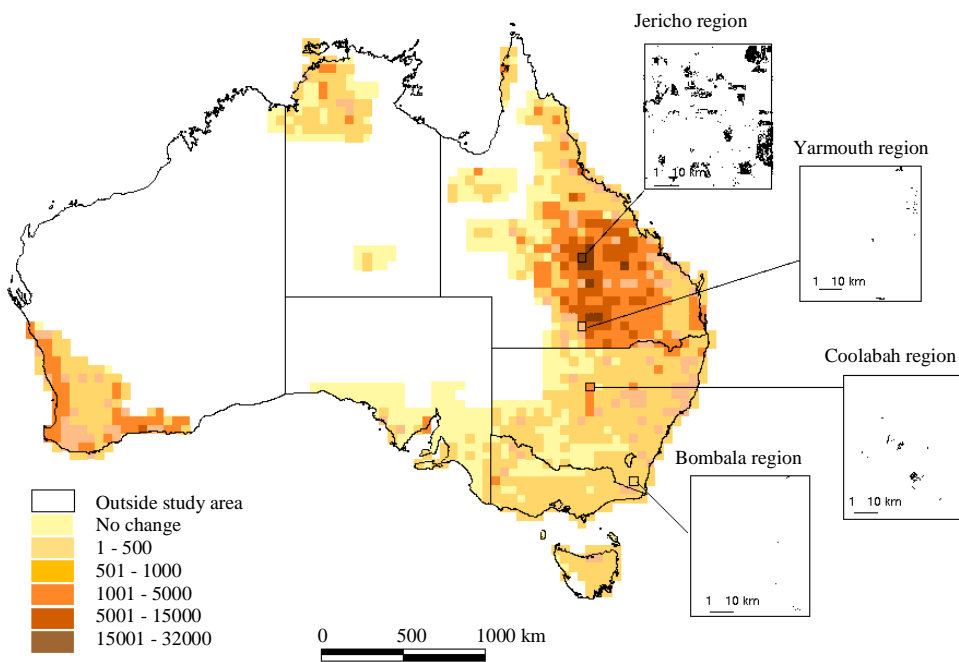 Jericho region
1 10 km
Yarmouth region
1 10 km
Coolabah region
1 10 km
Bombala region
1 10 km
Outside study area
No change
1 - 500
501 - 1000
1001 - 5000
5001 - 15000
15001 - 32000
0 500 1000 km